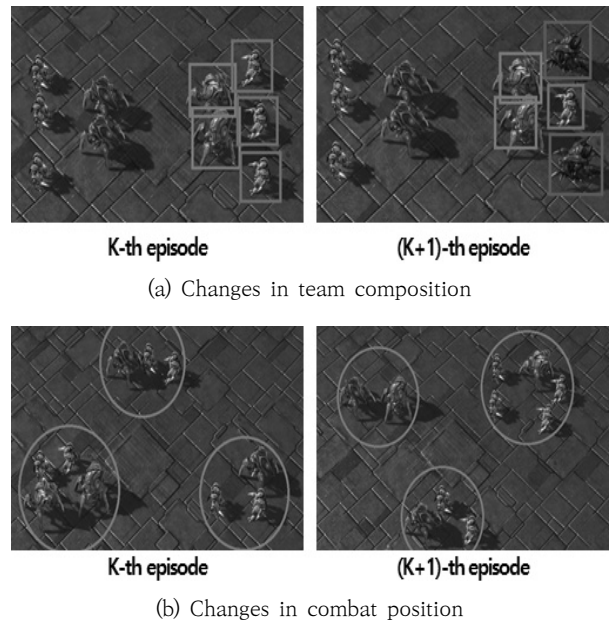 K-th episode
(K+1)-th episode
(a) Changes in team composition
K-th episode
(K+1)-th episode
(b) Changes in combat position